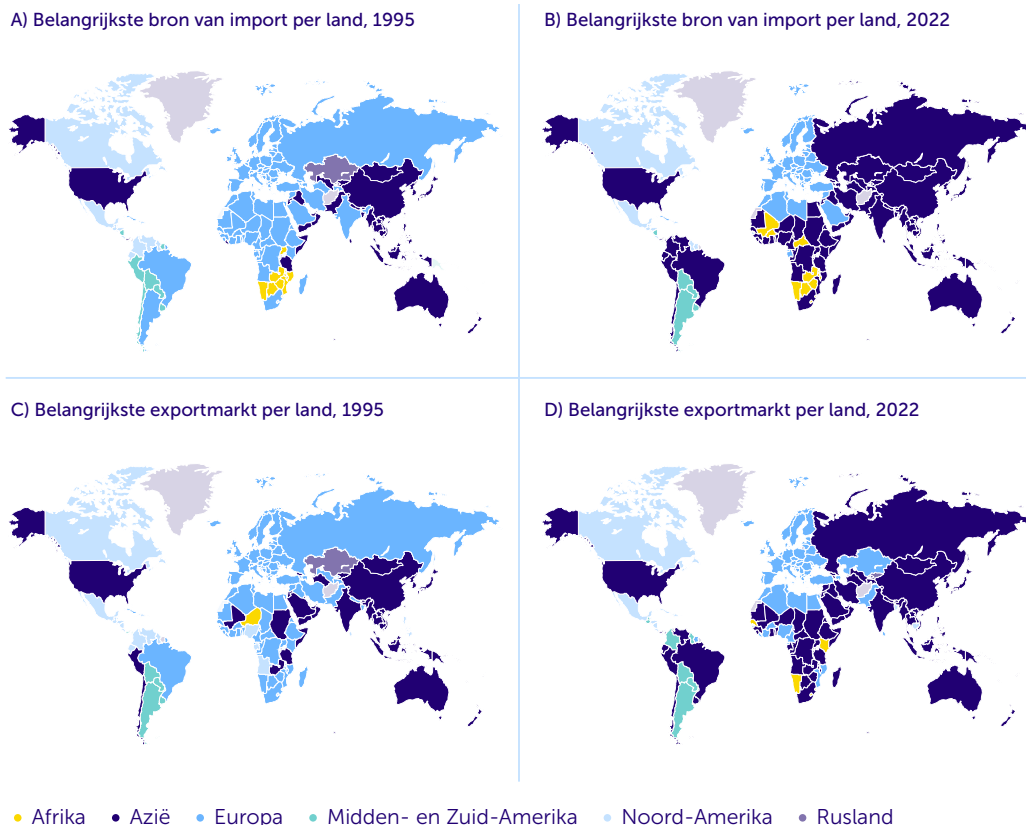 A) Belangrijkste bron van import per land, 1995
B) Belangrijkste bron van import per land, 2022
C) Belangrijkste exportmarkt per land, 1995
D) Belangrijkste exportmarkt per land, 2022
Afrika Azië Europa Midden- en Zuid-Amerika Noord-Amerika Rusland